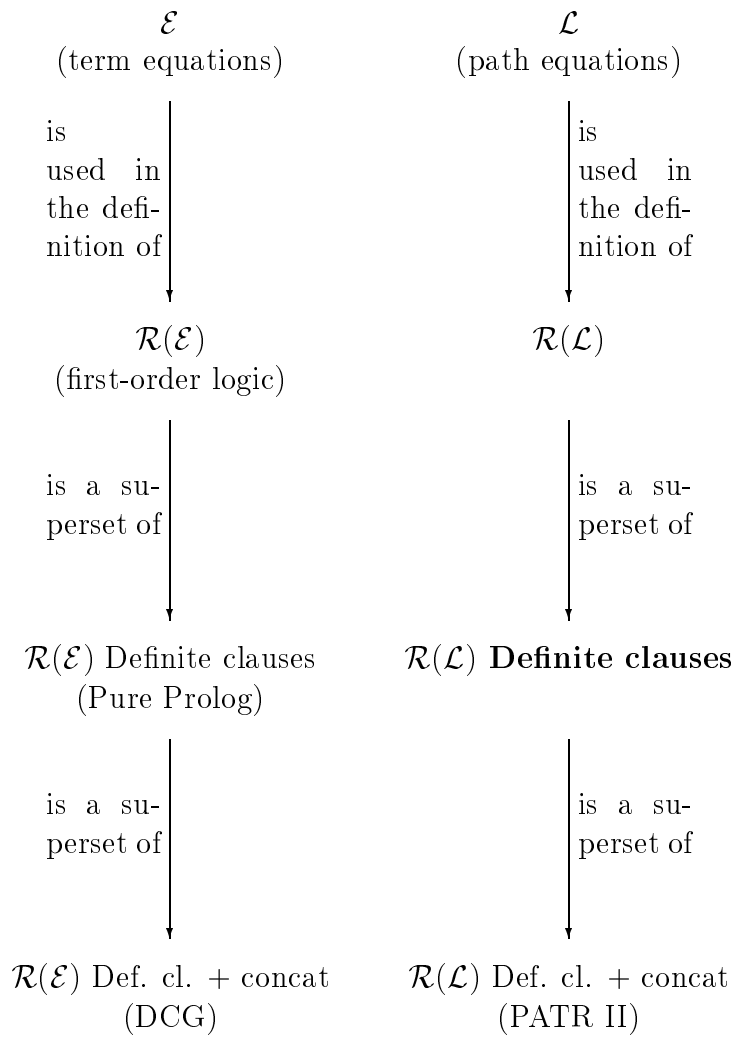 ℰ
(term equations)
is
used in
the defi-
nition of
ℛ(ℰ)
(first-order logic)
is a su-
perset of
ℛ(ℰ) Definite clauses
(Pure Prolog)
is a su-
perset of
ℛ(ℰ) Def. cl. + concat
(DCG)
ℒ
(path equations)
is
used in
the defi-
nition of
ℛ(ℒ)
is a su-
perset of
ℛ(ℒ) Definite clauses
is a su-
perset of
ℛ(ℒ) Def. cl. + concat
(PATR II)